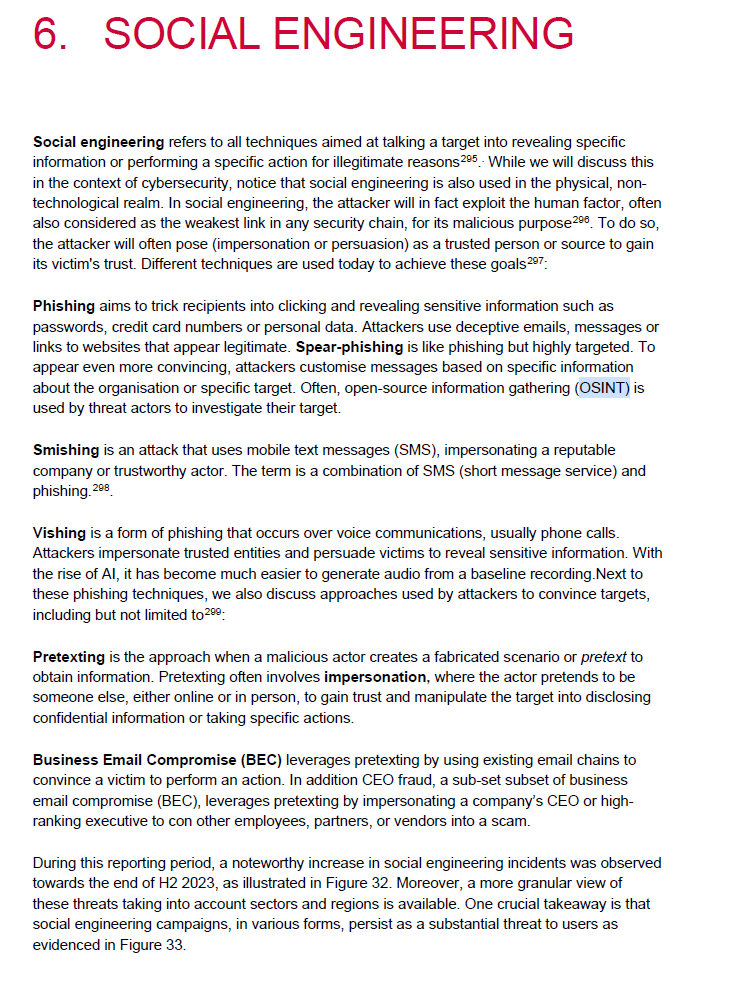 6. SOCIAL ENGINEERING
Social engineering refers to all techniques aimed at talking a target into revealing specific
information or performing a specific action for illegitimate reasons295. While we will discuss this
in the context of cybersecurity, notice that social engineering is also used in the physical, non-
technological realm. In social engineering, the attacker will in fact exploit the human factor, often
also considered as the weakest link in any security chain, for its malicious purpose296. To do so,
the attacker will often pose (impersonation or persuasion) as a trusted person or source to gain
its victim's trust. Different techniques are used today to achieve these goals297:
Phishing aims to trick recipients into clicking and revealing sensitive information such as
passwords, credit card numbers or personal data. Attackers use deceptive emails, messages or
links to websites that appear legitimate. Spear-phishing is like phishing but highly targeted. To
appear even more convincing, attackers customise messages based on specific information
about the organisation or specific target. Often, open-source information gathering (OSINT) is
used by threat actors to investigate their target.
Smishing is an attack that uses mobile text messages (SMS), impersonating a reputable
company or trustworthy actor. The term is a combination of SMS (short message service) and
phishing.298.
Vishing is a form of phishing that occurs over voice communications, usually phone calls.
Attackers impersonate trusted entities and persuade victims to reveal sensitive information. With
the rise of AI, it has become much easier to generate audio from a baseline recording.Next to
these phishing techniques, we also discuss approaches used by attackers to convince targets,
including but not limited to299:
Pretexting is the approach when a malicious actor creates a fabricated scenario or pretext to
obtain information. Pretexting often involves impersonation, where the actor pretends to be
someone else, either online or in person, to gain trust and manipulate the target into disclosing
confidential information or taking specific actions.
Business Email Compromise (BEC) leverages pretexting by using existing email chains to
convince a victim to perform an action. In addition CEO fraud, a sub-set subset of business
email compromise (BEC), leverages pretexting by impersonating a company's CEO or high-
ranking executive to con other employees, partners, or vendors into a scam.
During this reporting period, a noteworthy increase in social engineering incidents was observed
towards the end of H2 2023, as illustrated in Figure 32. Moreover, a more granular view of
these threats taking into account sectors and regions is available. One crucial takeaway is that
social engineering campaigns, in various forms, persist as a substantial threat to users as
evidenced in Figure 33.